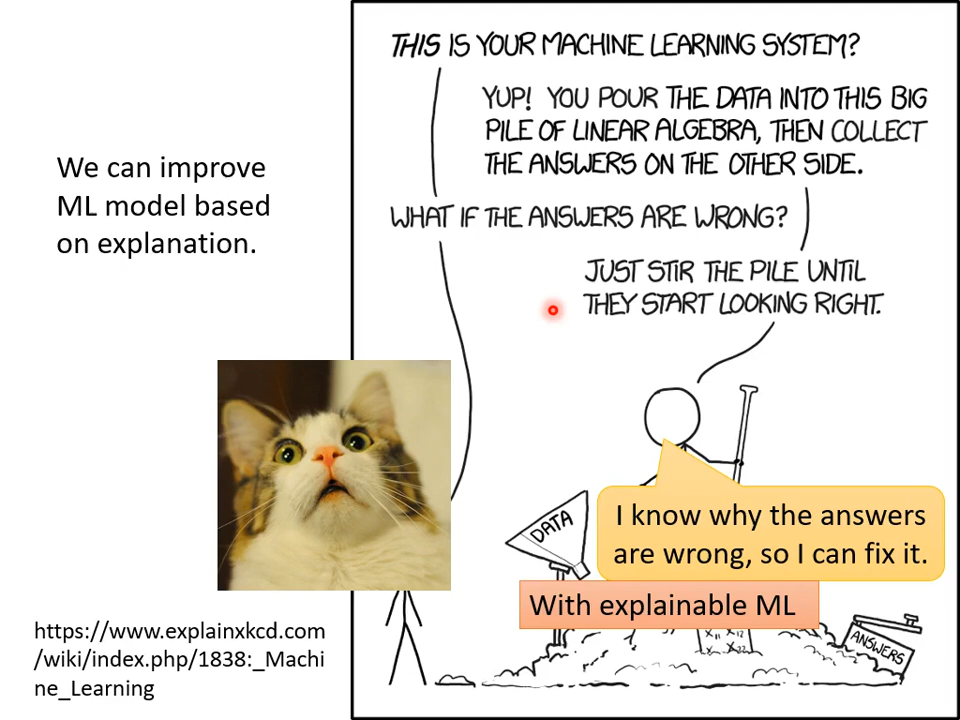 THIS IS YOUR MACHINE LEARNING SYSTEM?
YUP! YOU POUR THE DATA INTO THIS BIG
PILE OF LINEAR ALGEBRA, THEN COLLECT
THE ANSWERS ON THE OTHER SIDE.
WHAT IF THE ANSWERS ARE WRONG?
JUST STIR THE PILE UNTIL
THEY START LOOKING RIGHT.
We can improve
ML model based
on explanation.
DATA
I know why the answers
are wrong, so I can fix it.
With explainable ML
ANSWERS
https://www.explainxkcd.com
/wiki/index.php/1838:_Machi
ne_Learning